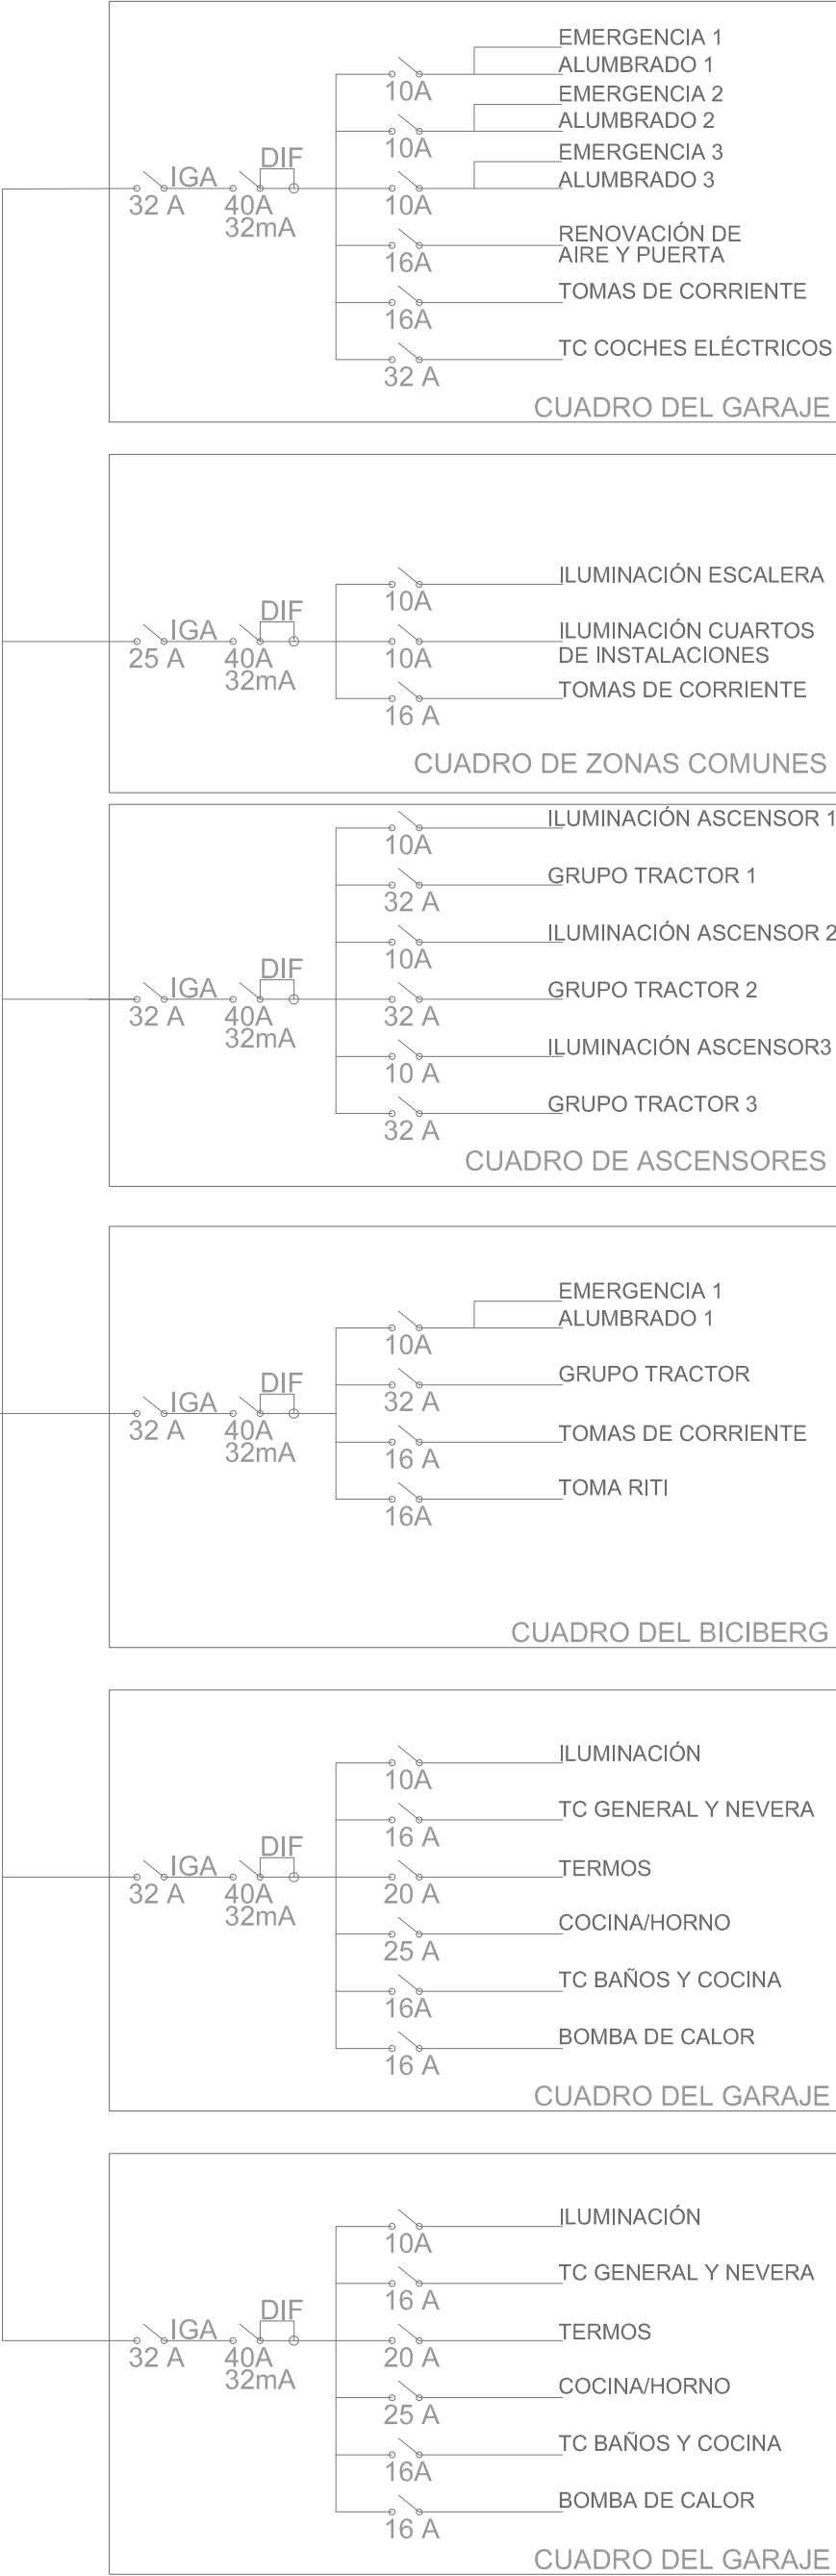 EMERGENCIA 1
ALUMBRADO 1
10A
EMERGENCIA 2
ALUMBRADO 2
10A
EMERGENCIA 3
DIF
IGA
ALUMBRADO 3
32 A
40A
10A
32mA
RENOVACIÓN DE
AIRE Y PUERTA
16A
TOMAS DE CORRIENTE
16A
TC COCHES ELÉCTRICOS
32 A
CUADRO DEL GARAJE
ILUMINACIÓN ESCALERA
10A
DIF
IGA
ILUMINACIÓN CUARTOS
DE INSTALACIONES
25 A
40A
10A
32mA
TOMAS DE CORRIENTE
16 A
CUADRO DE ZONAS COMUNES
ILUMINACIÓN ASCENSOR 1
10A
GRUPO TRACTOR 1
32 A
ILUMINACIÓN ASCENSOR 2
10A
DIF
IGA
GRUPO TRACTOR 2
32 A
40A
32 A
32mA
ILUMINACIÓN ASCENSOR3
10 A
GRUPO TRACTOR 3
32 A
CUADRO DE ASCENSORES
EMERGENCIA 1
ALUMBRADO 1
10A
GRUPO TRACTOR
DIF
IGA
32 A
32 A
40A
32mA
TOMAS DE CORRIENTE
16 A
TOMA RITI
16A
CUADRO DEL BICIBERG
ILUMINACIÓN
10A
TC GENERAL Y NEVERA
16 A
DIF
IGA
TERMOS
32 A
40A
20 A
32mA
COCINA/HORNO
25 A
TC BAÑOS Y COCINA
16A
BOMBA DE CALOR
16 A
CUADRO DEL GARAJE
ILUMINACIÓN
10A
TC GENERAL Y NEVERA
16 A
DIF
IGA
TERMOS
32 A
40A
20 A
32mA
COCINA/HORNO
25 A
TC BAÑOS Y COCINA
16A
BOMBA DE CALOR
16 A
CUADRO DEL GARAJE